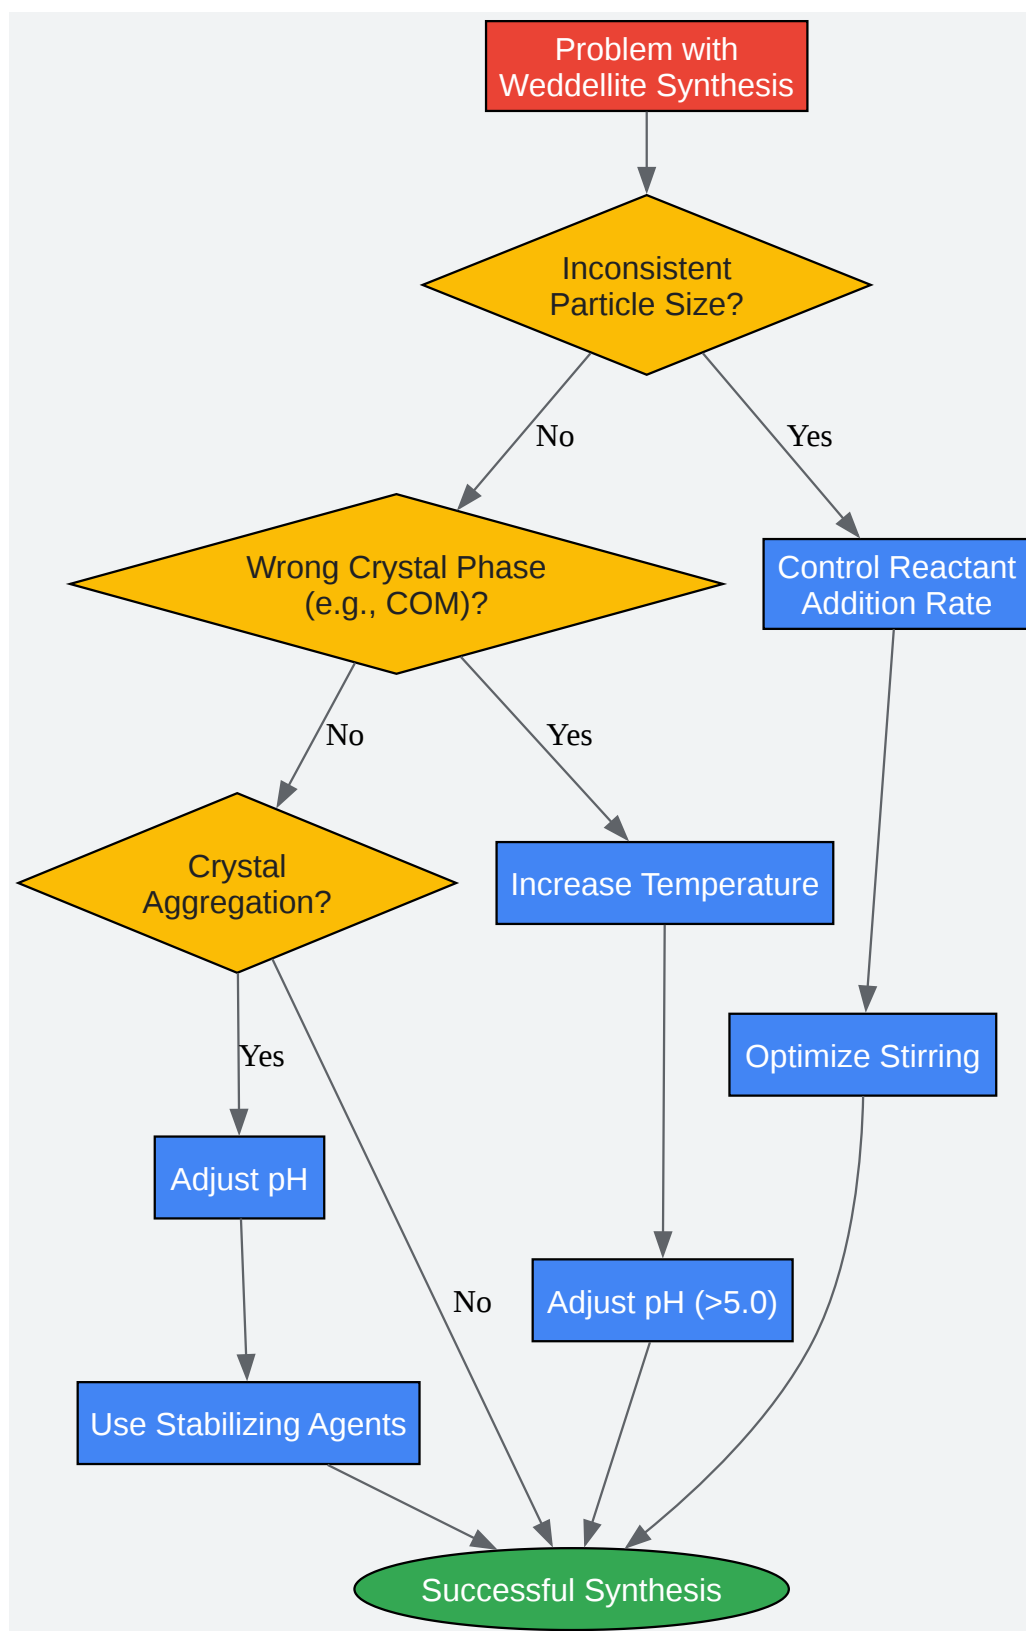 Problem with
Weddellite Synthesis
Inconsistent
Particle Size?
No
Yes
Wrong Crystal Phase
(e.g., COM)?
Control Reactant
Addition Rate
No
Yes
Crystal
Aggregation?
Increase Temperature
Optimize Stirring
Yes
Adjust pH
No
Adjust pH (>5.0)
Use Stabilizing Agents
Successful Synthesis